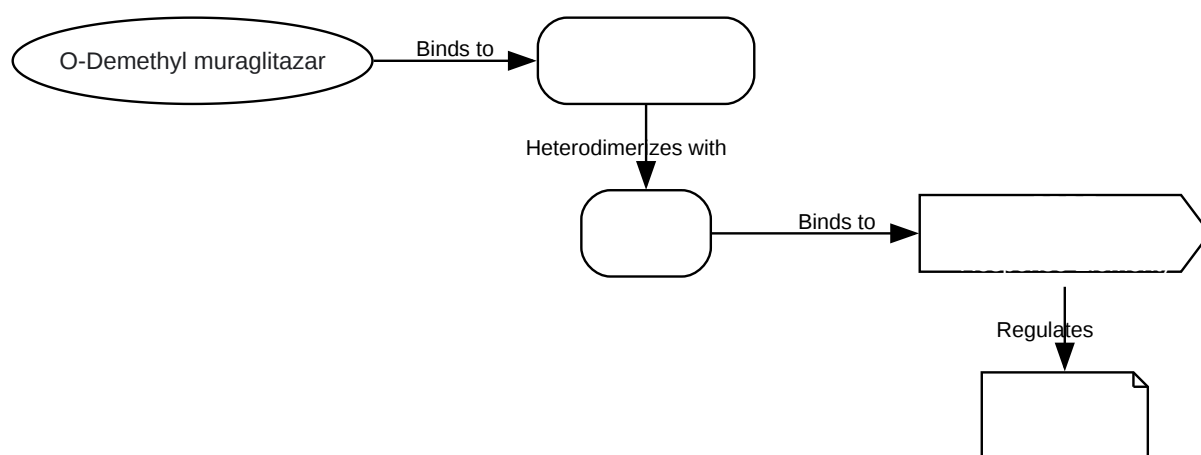 O-Demethyl muraglitazar
Binds to
Heterodimerizes with
Binds to
Regulates